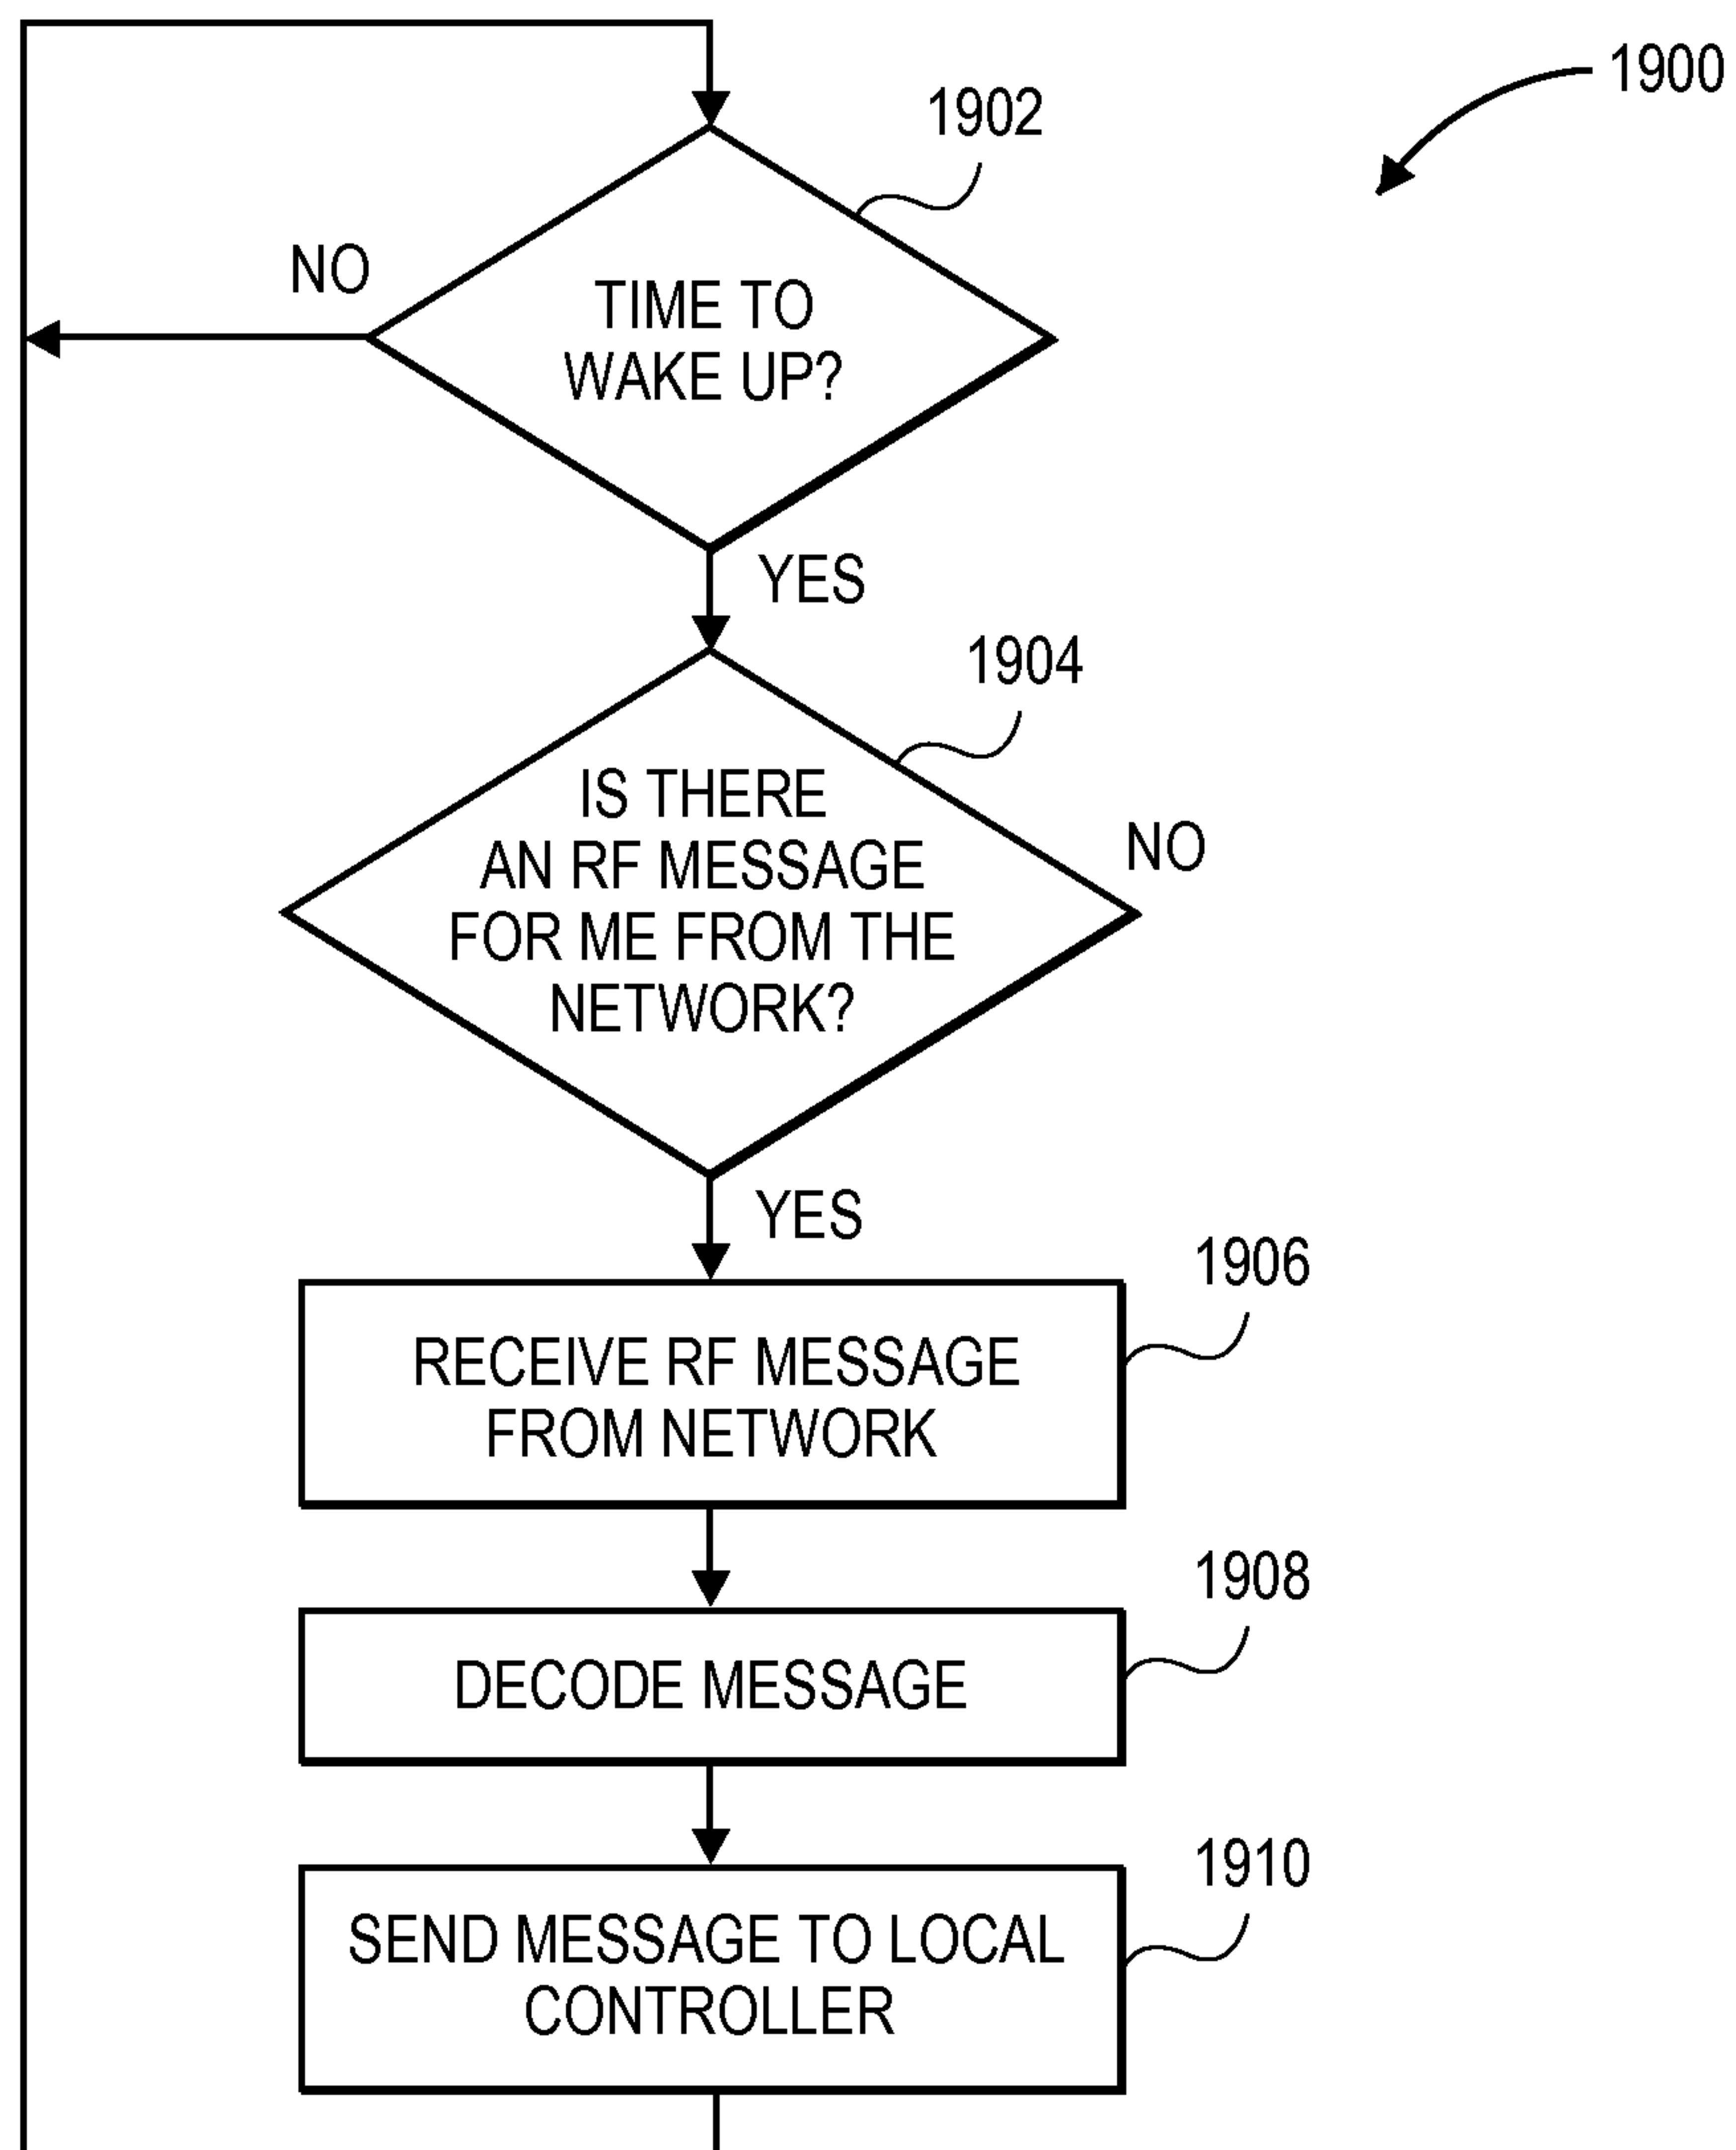 1900
1902
NO
TIME TO
WAKE UP?
YES
1904
IS THERE
AN RF MESSAGE
FOR ME FROM THE
NETWORK?
NO
YES
1906
RECEIVE RF MESSAGE
FROM NETWORK
1908
DECODE MESSAGE
1910
SEND MESSAGE TO LOCAL
CONTROLLER